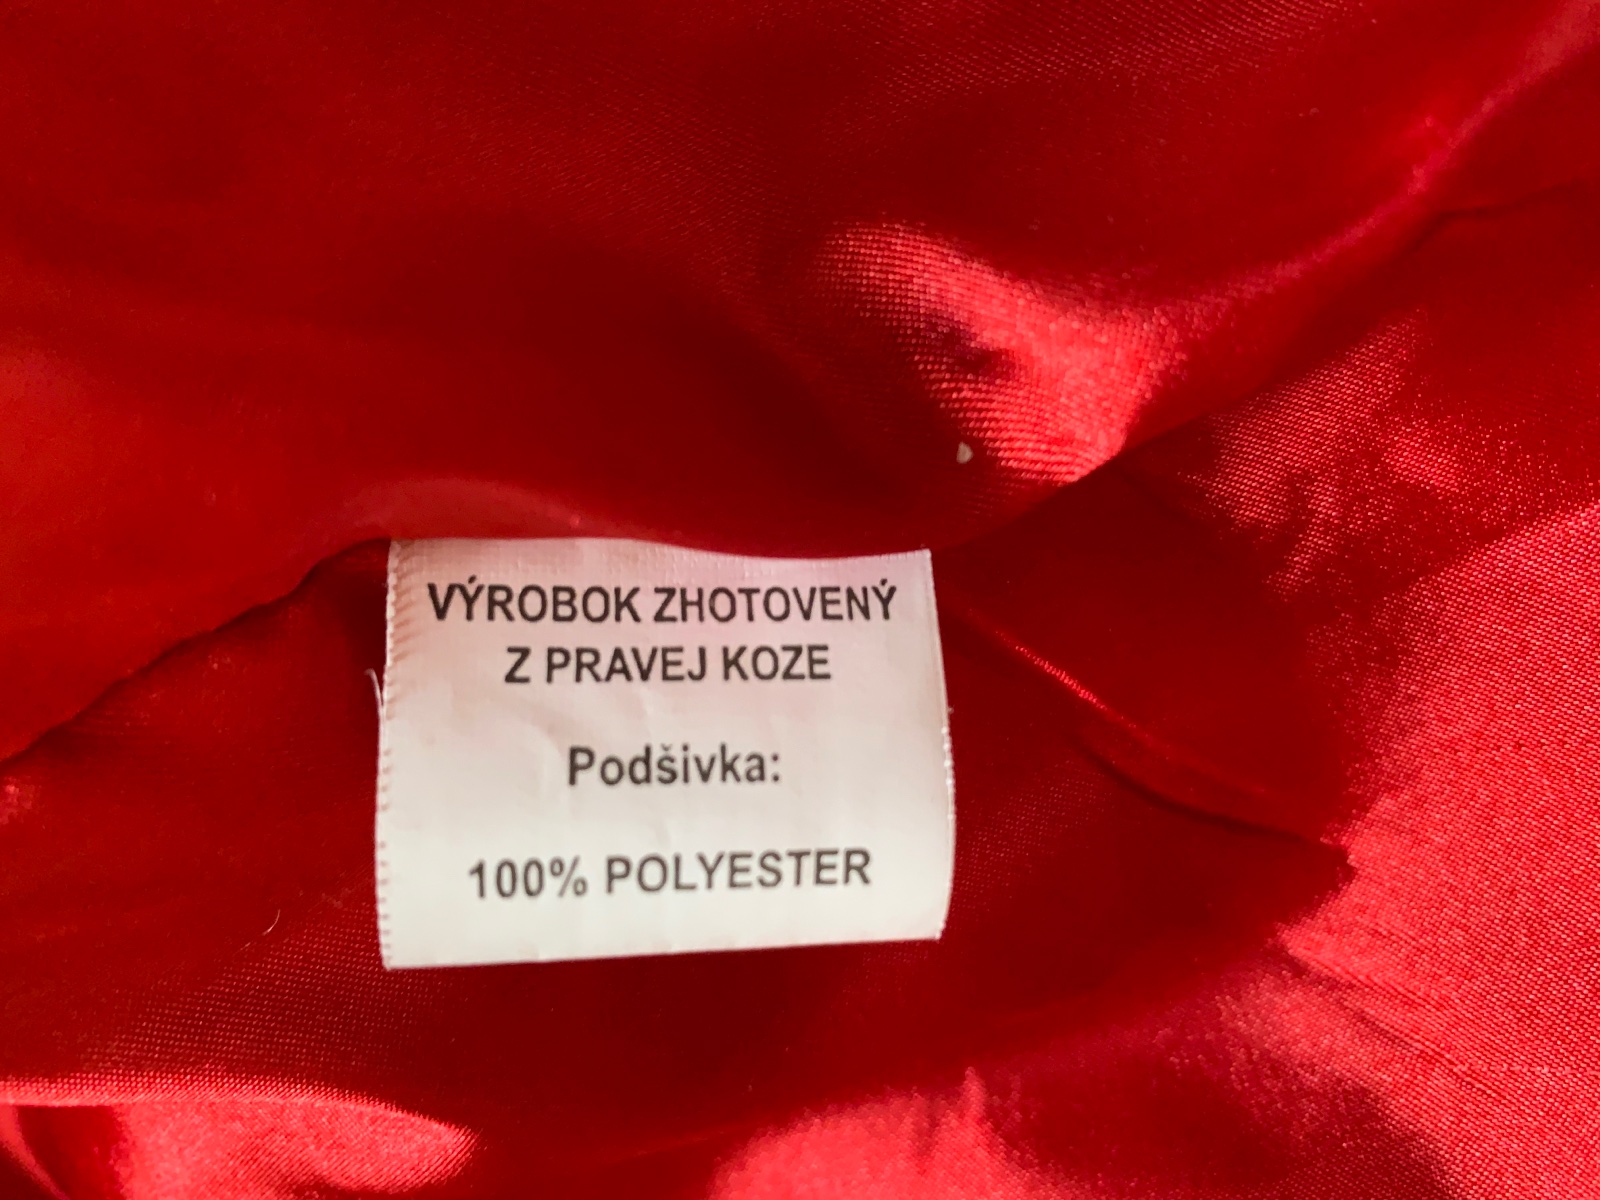 VÝROBOK ZHOTOVENÝ
Z PRAVEJ KOZE
Podšivka:
100% POLYESTER